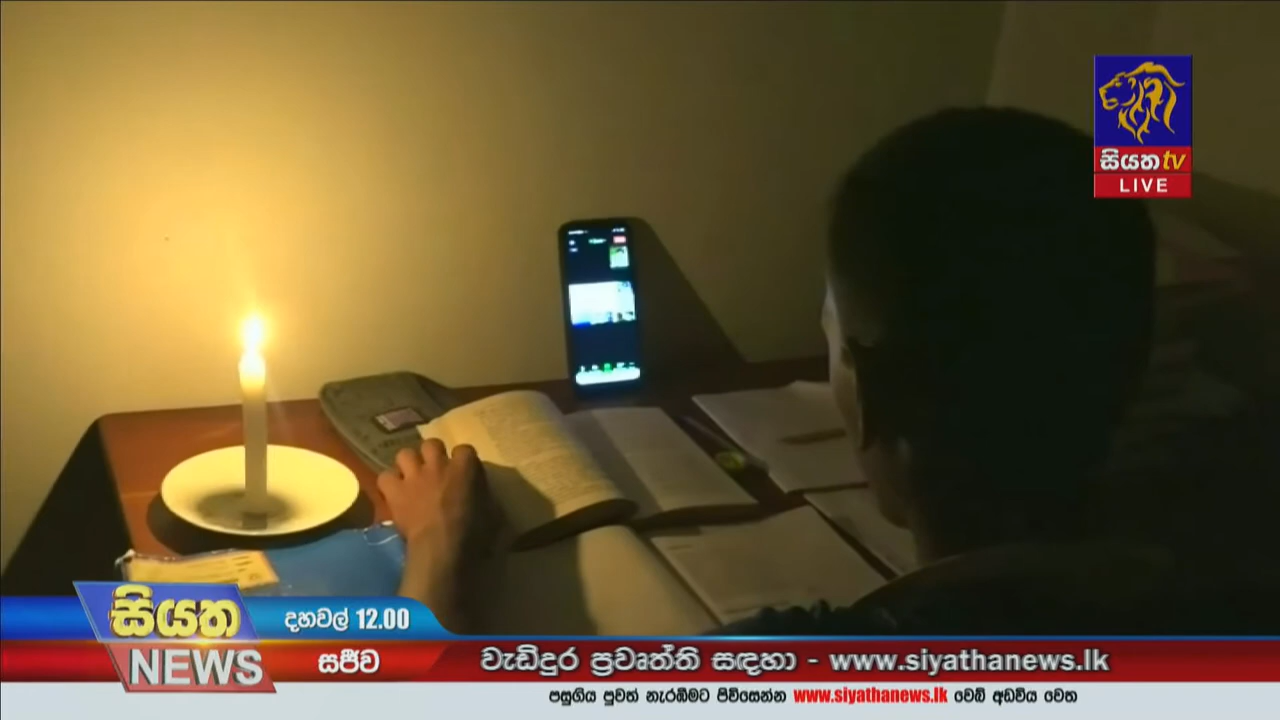 සියත tv
LIVE
සියත
NEWS
දහවල් 12.00
සජීව
වැඩිදුර ප්‍රවෘත්ති සඳහා - www.siyathanews.lk
පසුගිය පුවත් නැරඹීමට පිවිසෙන්න www.siyathanews.lk වෙබ් අඩවිය වෙත